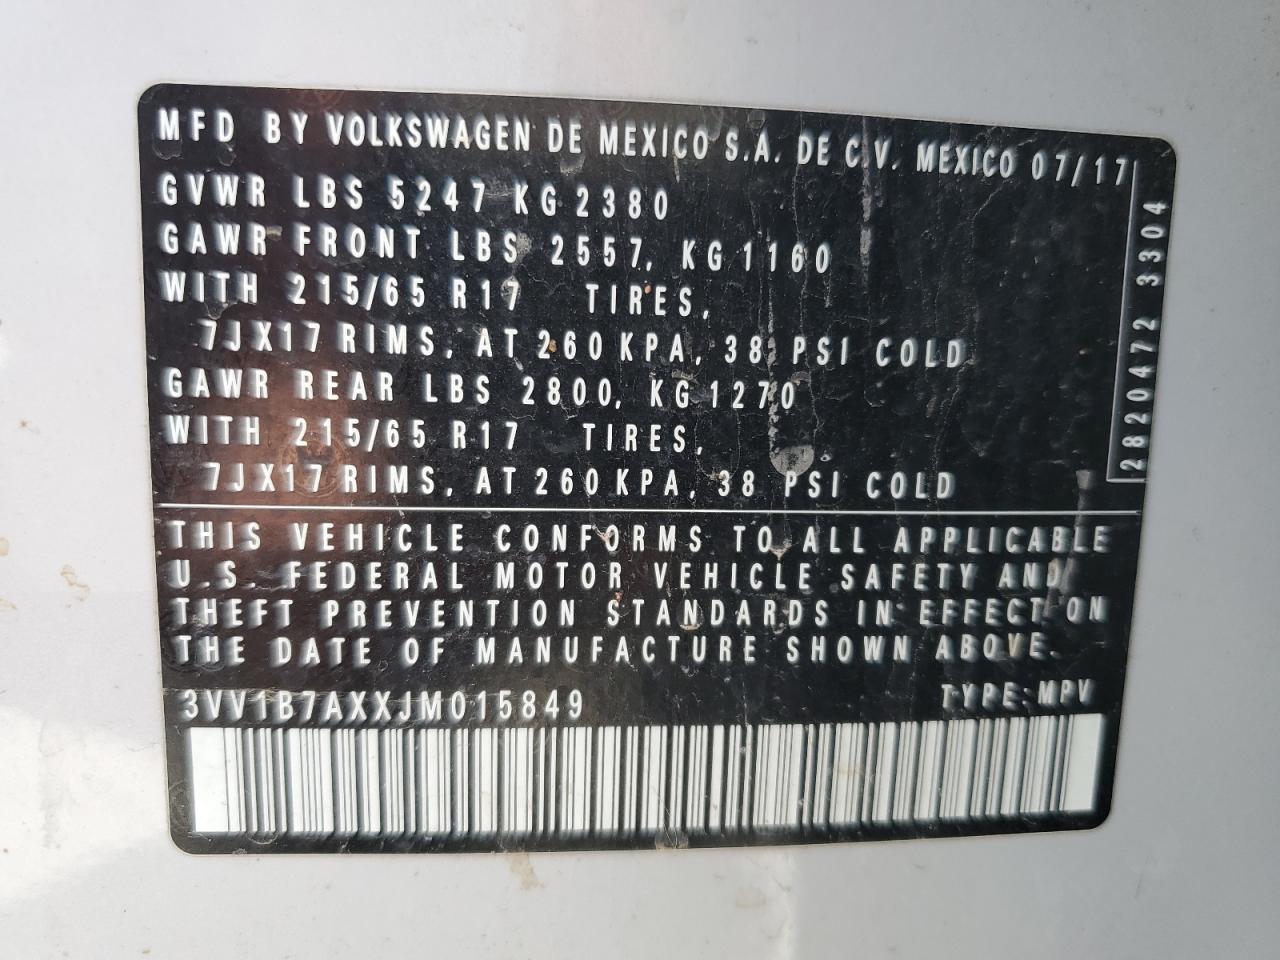 MFD BY VOLKSWAGEN DE MEXICO S.A. DE C.V. MEXICO 07/17
GVWR LBS 5247 KG 2380
GAWR FRONT LBS 2557, KG 1160
WITH 215/65 R17 TIRES,
7JX17 RIMS, AT 260 KPA, 38 PSI COLD
GAWR REAR LBS 2800, KG 1270
WITH 215/65 R17 TIRES,
7JX17 RIMS, AT 260 KPA, 38 PSI COLD
2820472 3304
THIS VEHICLE CONFORMS TO ALL APPLICABLE
U.S. FEDERAL MOTOR VEHICLE SAFETY AND
THEFT PREVENTION STANDARDS IN EFFECT ON
THE DATE OF MANUFACTURE SHOWN ABOVE.
3VV1B7AXXJM015849 TYPE:MPV